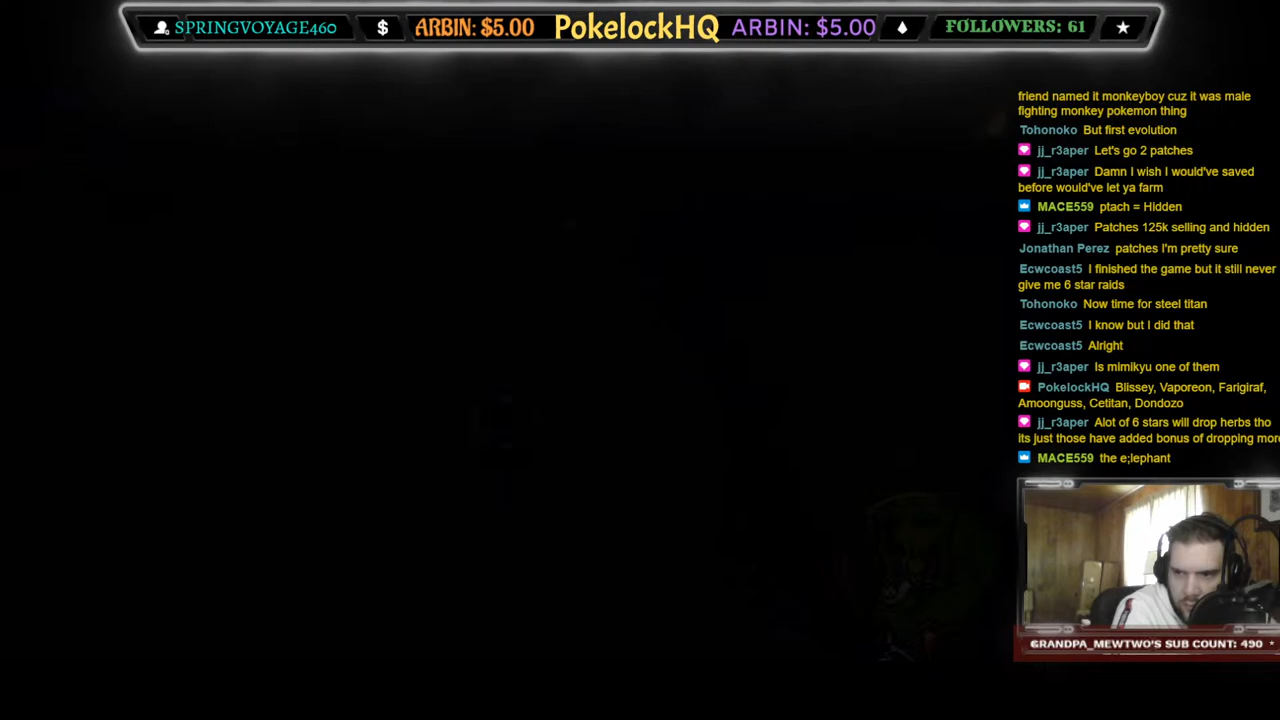 SPRINGVOYAGE460 $ ARBIN: $5.00 PokelockHQ ARBIN: $5.00 FOLLOWERS: 61
friend named it monkeyboy cuz it was male
fighting monkey pokemon thing
Tohonoko But first evolution
jj_r3aper Let's go 2 patches
jj_r3aper Damn I wish I would've saved
before would've let ya farm
MACE559 ptach = Hidden
jj_r3aper Patches 125k selling and hidden
Jonathan Perez patches I'm pretty sure
Ecwcoast5 I finished the game but it still never
give me 6 star raids
Tohonoko Now time for steel titan
Ecwcoast5 I know but I did that
Ecwcoast5 Alright
jj_r3aper Is mimikyu one of them
PokelockHQ Blissey, Vaporeon, Farigiraf,
Amoonguss, Cetitan, Dondozo
jj_r3aper Alot of 6 stars will drop herbs tho
its just those have added bonus of dropping more
MACE559 the e;lephant
GRANDPA_MEWTWO'S SUB COUNT: 490 *